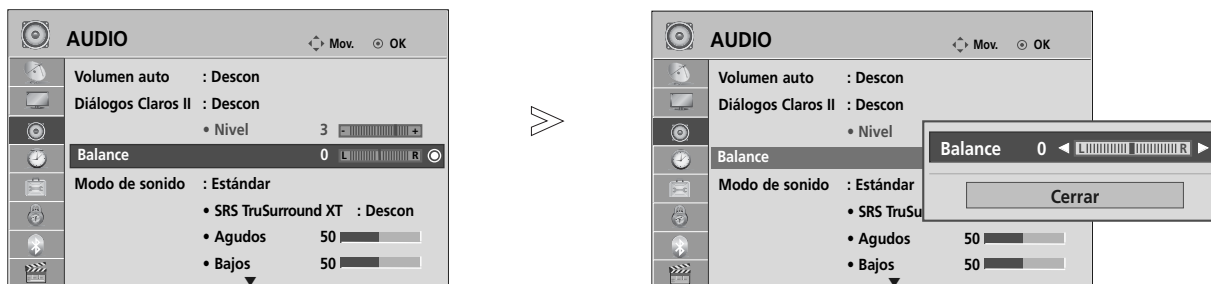 AUDIO Mov. OK
Volumen auto : Descon
Diálogos Claros II : Descon
• Nivel 3 - +
Balance 0 L R
Modo de sonido : Estándar
• SRS TruSurround XT : Descon
• Agudos 50
• Bajos 50
AUDIO Mov. OK
Volumen auto : Descon
Diálogos Claros II : Descon
• Nivel
Balance
Modo de sonido : Estándar
• SRS TruSu
• Agudos 50
• Bajos 50
Balance 0 L R
Cerrar